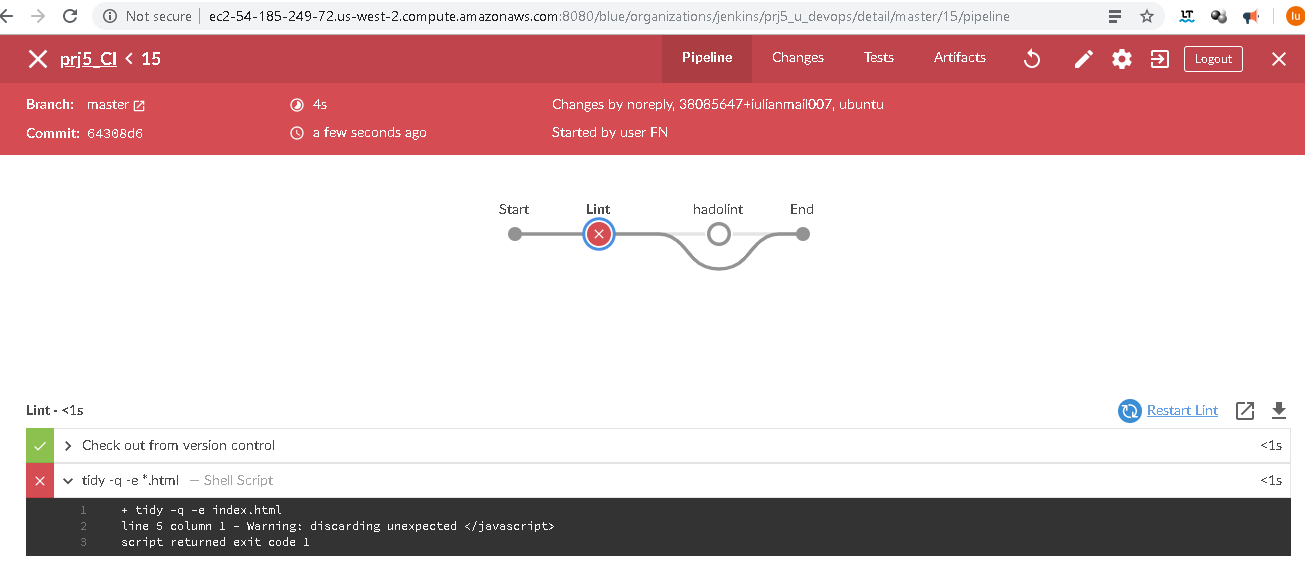 Not secure | ec2-54-185-249-72.us-west-2.compute.amazonaws.com:8080/blue/organizations/jenkins/prj5_u_devops/detail/master/15/pipeline
LT
lu
prj5_CI < 15
Pipeline Changes Tests Artifacts Logout
Branch: master 4s Changes by noreply, 38085647+iulianmail007, ubuntu
Commit: 64308d6 a few seconds ago Started by user FN
Start Lint hadolint End
Lint - <1s Restart Lint
Check out from version control <1s
tidy -q -e *.html — Shell Script <1s
1 + tidy -q -e index.html
2 line 5 column 1 - Warning: discarding unexpected </javascript>
3 script returned exit code 1